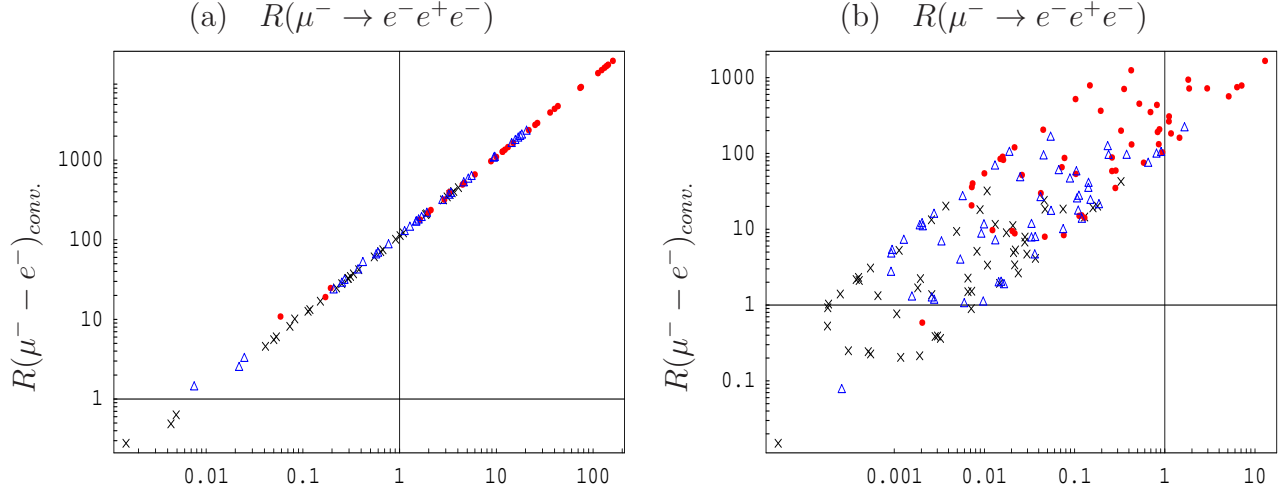 (a) R(μ⁻ → e⁻e⁺e⁻)
(b) R(μ⁻ → e⁻e⁺e⁻)
R(μ⁻ − e⁻)conv.
1000
100
10
1
0.01 0.1 1 10 100
R(μ⁻ − e⁻)conv.
1000
100
10
1
0.1
0.001 0.01 0.1 1 10